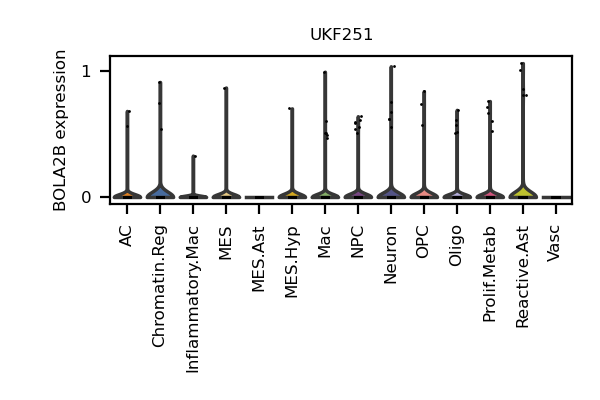 UKF251
BOLA2B expression
1
0
AC
Chromatin.Reg
Inflammatory.Mac
MES
MES.Ast
MES.Hyp
Mac
NPC
Neuron
OPC
Oligo
Prolif.Metab
Reactive.Ast
Vasc